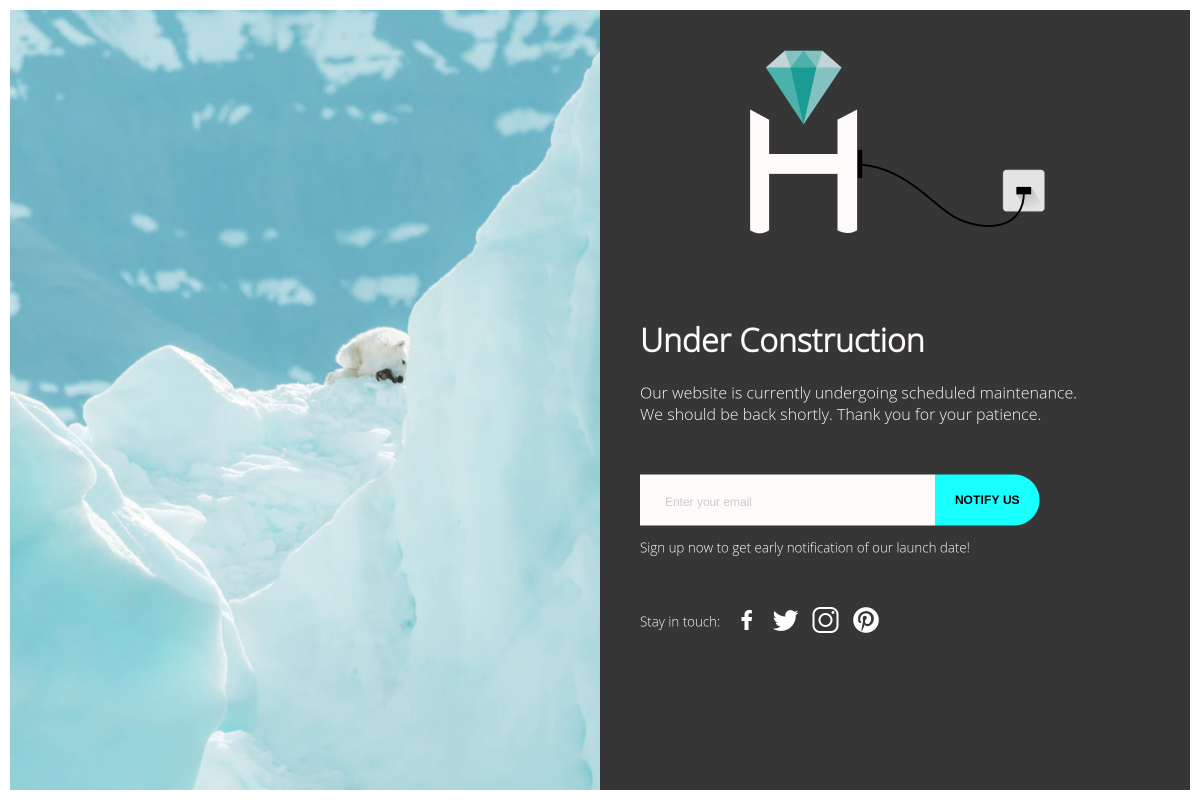 H
Under Construction
Our website is currently undergoing scheduled maintenance.
We should be back shortly. Thank you for your patience.
Enter your email
NOTIFY US
Sign up now to get early notification of our launch date!
Stay in touch: